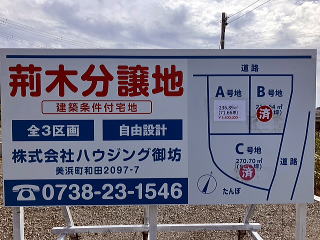 荊木分譲地
建築条件付宅地
全3区画
自由設計
株式会社ハウジング御坊
美浜町和田2097-7
☎0738-23-1546
道路
A号地
236.89㎡
B号地
済
道路
C号地
270.70㎡
済
たんぼ